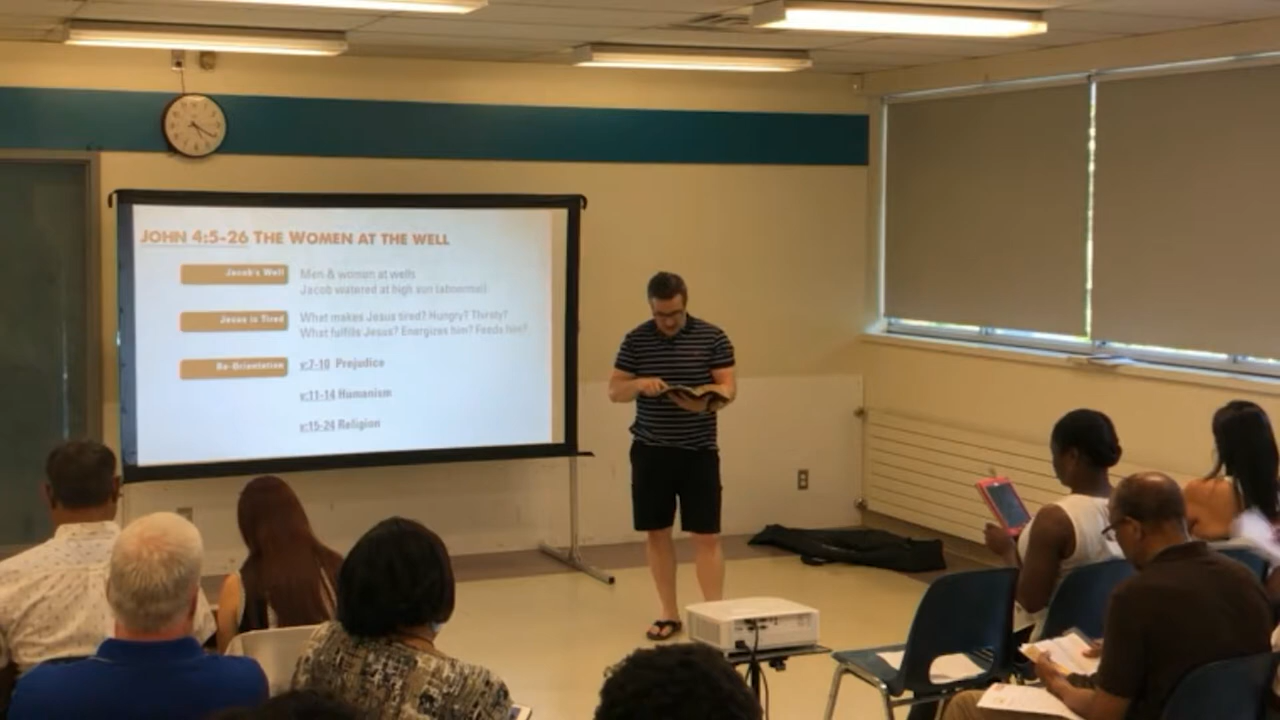 JOHN 4:5-26 THE WOMEN AT THE WELL
Jacob's Well
Men & woman at wells
Jacob watered at high sun (abnormal)
Jesus is Tired
What makes Jesus tired? Hungry? Thirsty?
What fulfills Jesus? Energizes him? Feeds him?
Re-Orientation
v:7-10 Prejudice
v:11-14 Humanism
v:15-24 Religion